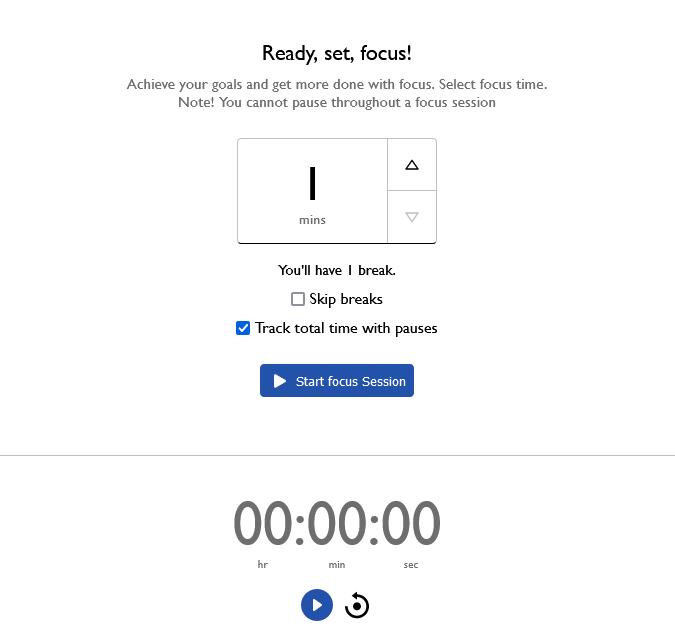 Ready, set, focus!
Achieve your goals and get more done with focus. Select focus time.
Note! You cannot pause throughout a focus session
1
mins
You'll have 1 break.
Skip breaks
Track total time with pauses
Start focus Session
00:00:00
hr min sec